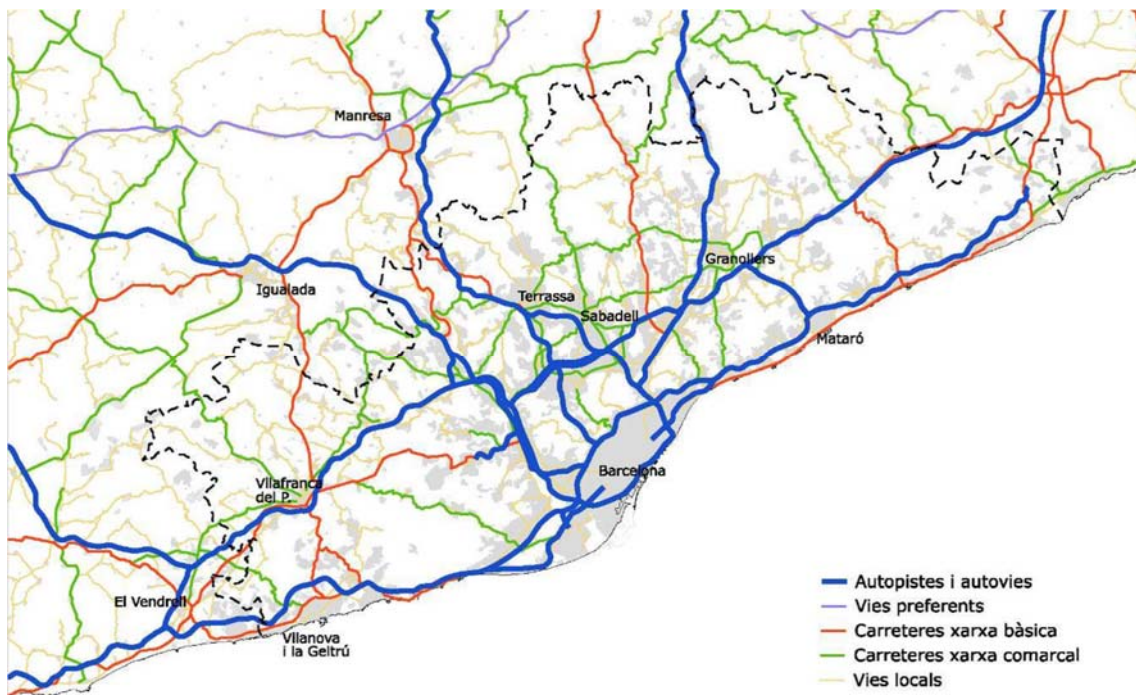 Manresa
Igualada
Terrassa
Sabadell
Granollers
Mataró
Barcelona
Vilafranca
del P.
El Vendrell
Vilanova
i la Geltrú
Autopistes i autovies
Vies preferents
Carreteres xarxa bàsica
Carreteres xarxa comarcal
Vies locals